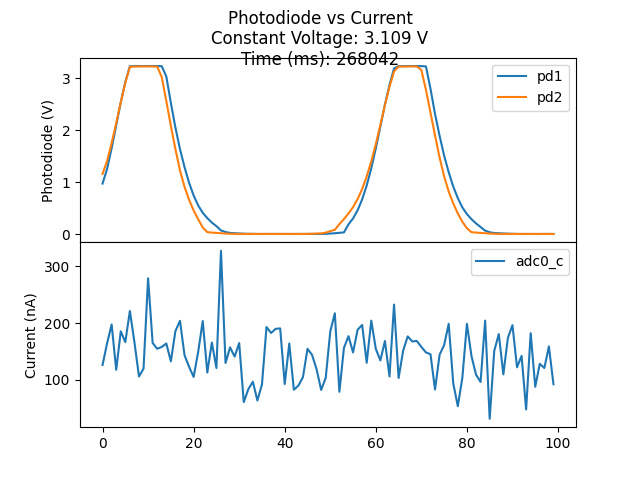 Photodiode vs Current
Constant Voltage: 3.109 V
Time (ms): 268042
Photodiode (V)
3
2
1
0
pd1
pd2
Current (nA)
300
200
100
adc0_c
0
20
40
60
80
100